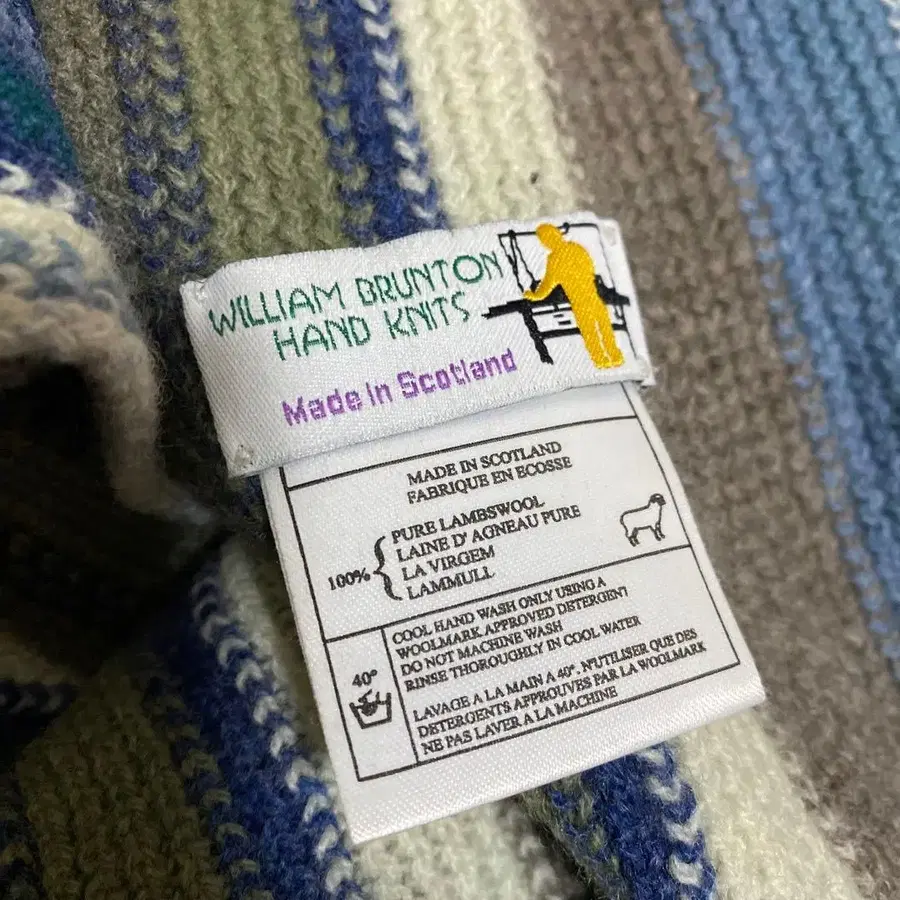 WILLIAM BRUNTON
HAND KNITS
Made in Scotland
MADE IN SCOTLAND
FABRIQUE EN ECOSSE
100% { PURE LAMBSWOOL
LAINE D' AGNEAU PURE
LA VIRGEM
LAMMULL
40°
COOL HAND WASH ONLY USING A
WOOLMARK APPROVED DETERGENT
DO NOT MACHINE WASH
RINSE THOROUGHLY IN COOL WATER
LAVAGE A LA MAIN A 40°. N'UTILISER QUE DES
DETERGENTS APPROUVES PAR LA WOOLMARK
NE PAS LAVER A LA MACHINE